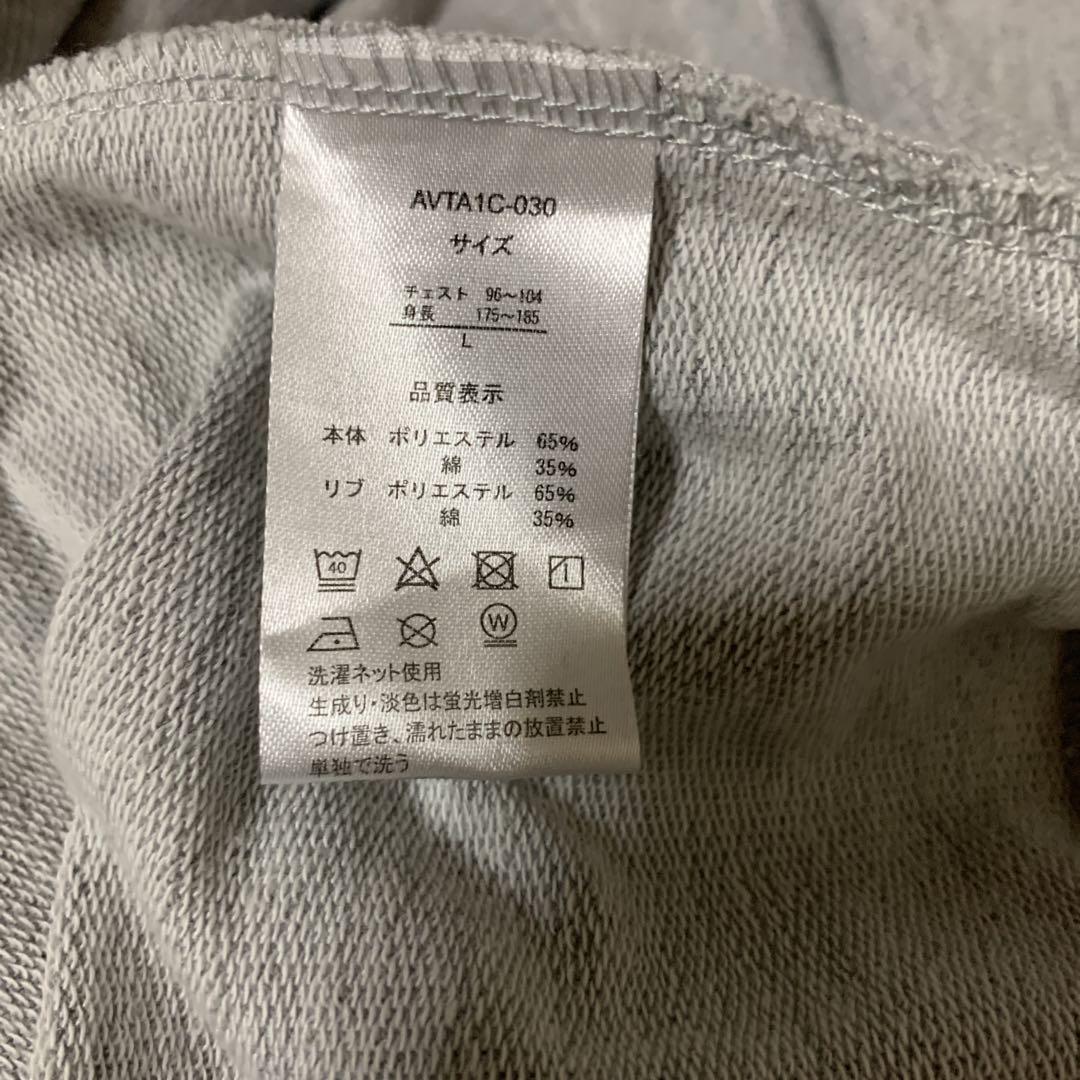 AVTA1C-030
サイズ
チェスト 96〜104
身長 175〜185
L
品質表示
本体 ポリエステル 65%
綿 35%
リブ ポリエステル 65%
綿 35%
40
W
洗濯ネット使用
生成り・淡色は蛍光増白剤禁止
つけ置き、濡れたままの放置禁止
単独で洗う